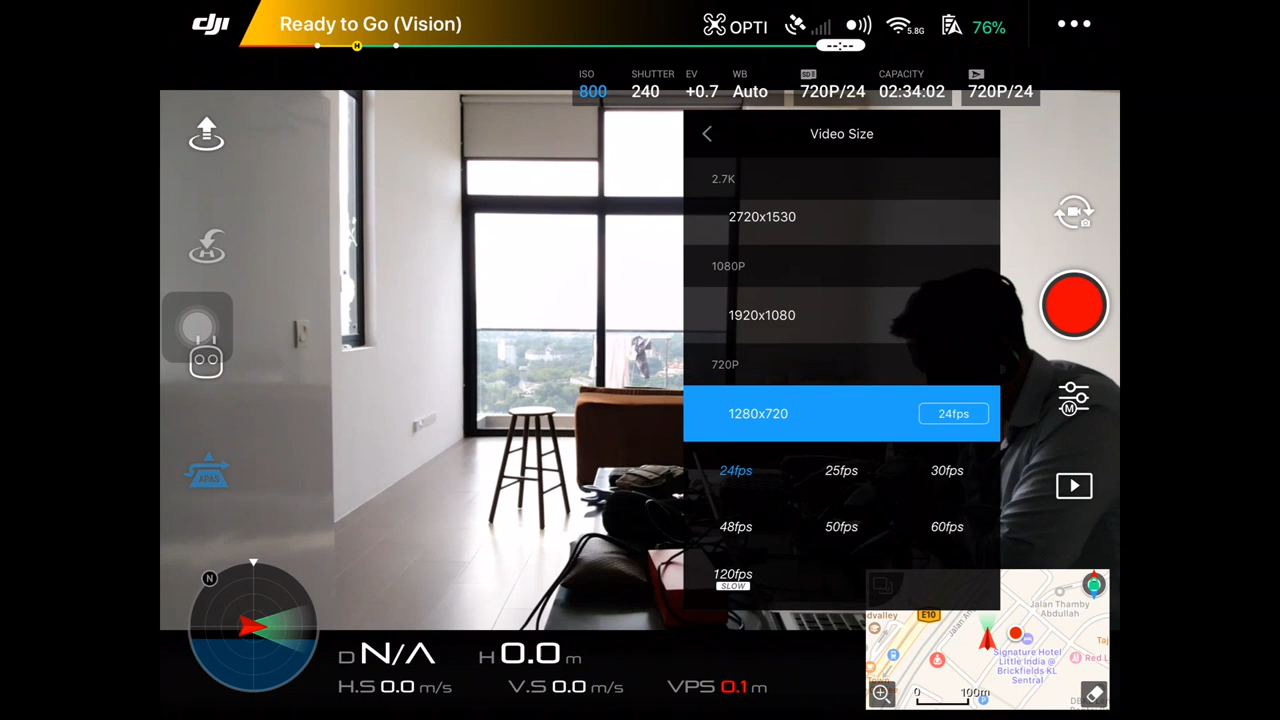 dji
Ready to Go (Vision)
OPTI
5.8G
76%
H
--:--
ISO
800
SHUTTER
240
EV
+0.7
WB
Auto
SD
720P/24
CAPACITY
02:34:02
720P/24
Video Size
2.7K
2720x1530
1080P
1920x1080
720P
1280x720 24fps
24fps 25fps 30fps
48fps 50fps 60fps
120fps
SLOW
M
APAS
N
D N/A H 0.0 m
H.S 0.0 m/s V.S 0.0 m/s VPS 0.1 m
E10
Jalan Thamby
Abdullah
Signature Hotel
Little India @
Brickfields KL
Sentral
Red
0 100m